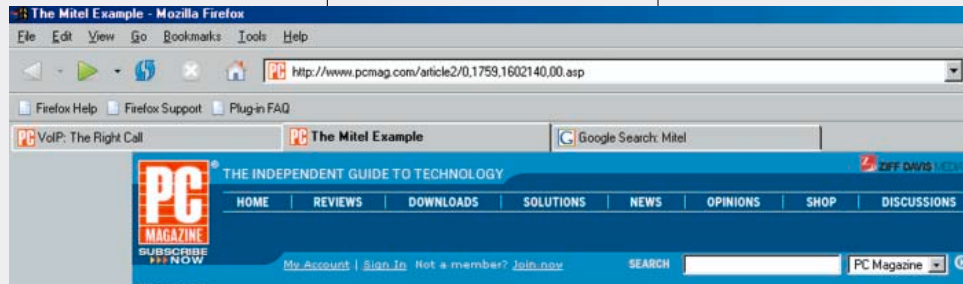 The Mitel Example - Mozilla Firefox
File Edit View Go Bookmarks Tools Help
http://www.pcmag.com/article2/0,1759,1602140,00.asp
Firefox Help Firefox Support Plug-in FAQ
VoIP: The Right Call The Mitel Example Google Search: Mitel
PC MAGAZINE ® THE INDEPENDENT GUIDE TO TECHNOLOGY ZIFF DAVIS MEDIA
HOME REVIEWS DOWNLOADS SOLUTIONS NEWS OPINIONS SHOP DISCUSSIONS
SUBSCRIBE NOW
My Account | Sign In Not a member? Join now SEARCH PC Magazine